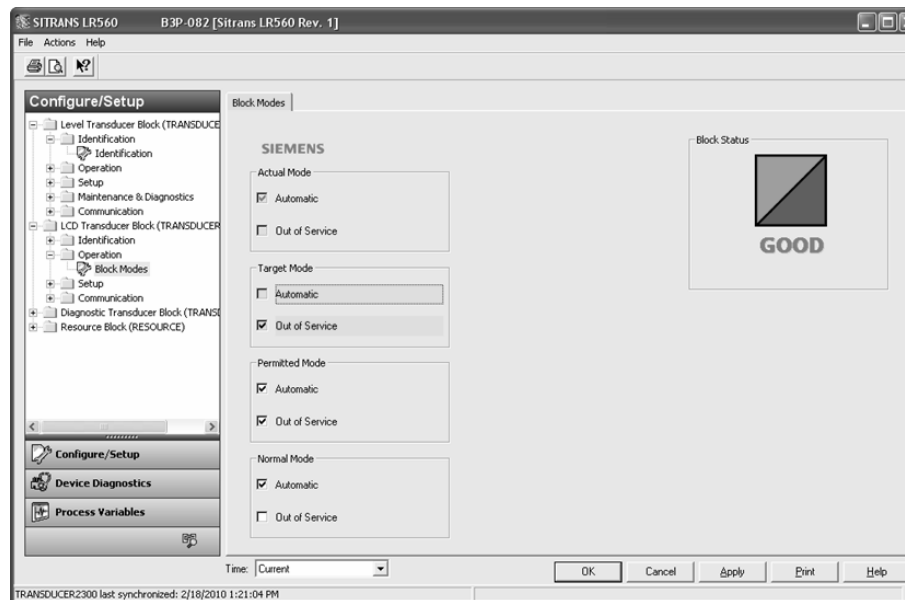 SITRANS LR560 B3P-082 [Sitrans LR560 Rev. 1]
File Actions Help
Configure/Setup
Level Transducer Block (TRANSDUCE
Identification
Identification
Operation
Setup
Maintenance & Diagnostics
Communication
LCD Transducer Block (TRANSDUCER
Identification
Operation
Block Modes
Setup
Communication
Diagnostic Transducer Block (TRANSD
Resource Block (RESOURCE)
Configure/Setup
Device Diagnostics
Process Variables
Block Modes
SIEMENS
Actual Mode
Automatic
Out of Service
Target Mode
Automatic
Out of Service
Permitted Mode
Automatic
Out of Service
Normal Mode
Automatic
Out of Service
Block Status
GOOD
Time: Current
OK Cancel Apply Print Help
TRANSDUCER2300 last synchronized: 2/18/2010 1:21:04 PM